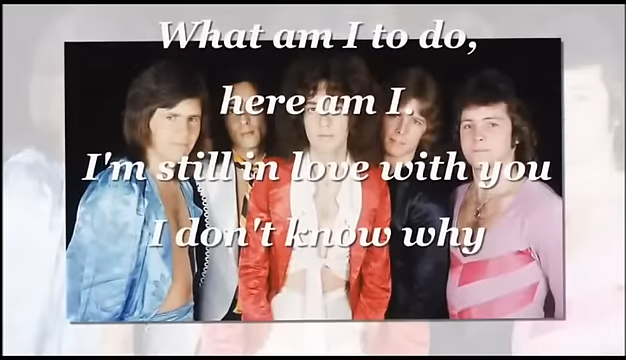 What am I to do,
here am I.
I'm still in love with you
I don't know why